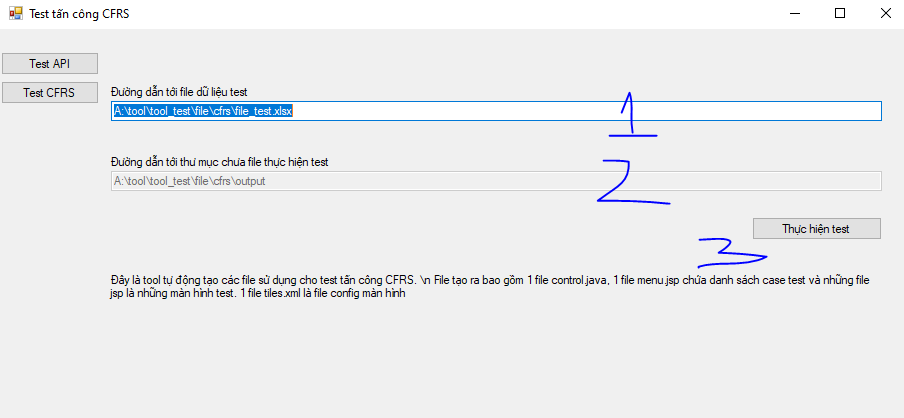 Test tấn công CFRS
Test API
Test CFRS
Đường dẫn tới file dữ liệu test
A:\tool\tool_test\file\cfrs\file_test.xlsx
1
Đường dẫn tới thư mục chưa file thực hiện test
A:\tool\tool_test\file\cfrs\output
2
Thực hiện test
3
Đây là tool tự động tạo các file sử dụng cho test tấn công CFRS. \n File tạo ra bao gồm 1 file control.java, 1 file menu.jsp chứa danh sách case test và những file
jsp là những màn hình test. 1 file tiles.xml là file config màn hình